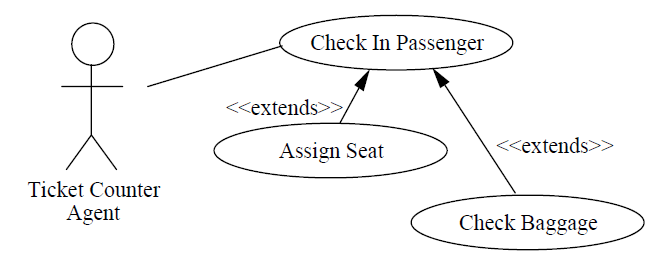 Check In Passenger
<<extends>>
Assign Seat
<<extends>>
Ticket Counter
Agent
Check Baggage